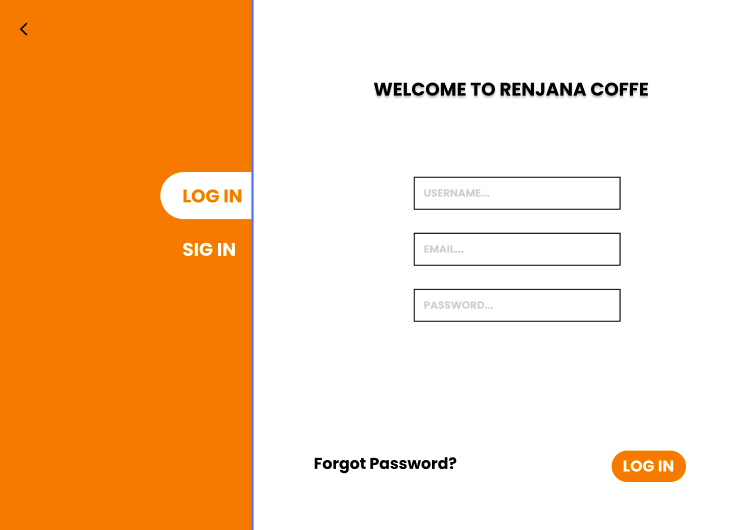 LOG IN
SIG IN
WELCOME TO RENJANA COFFE
USERNAME...
EMAIL...
PASSWORD...
Forgot Password?
LOG IN